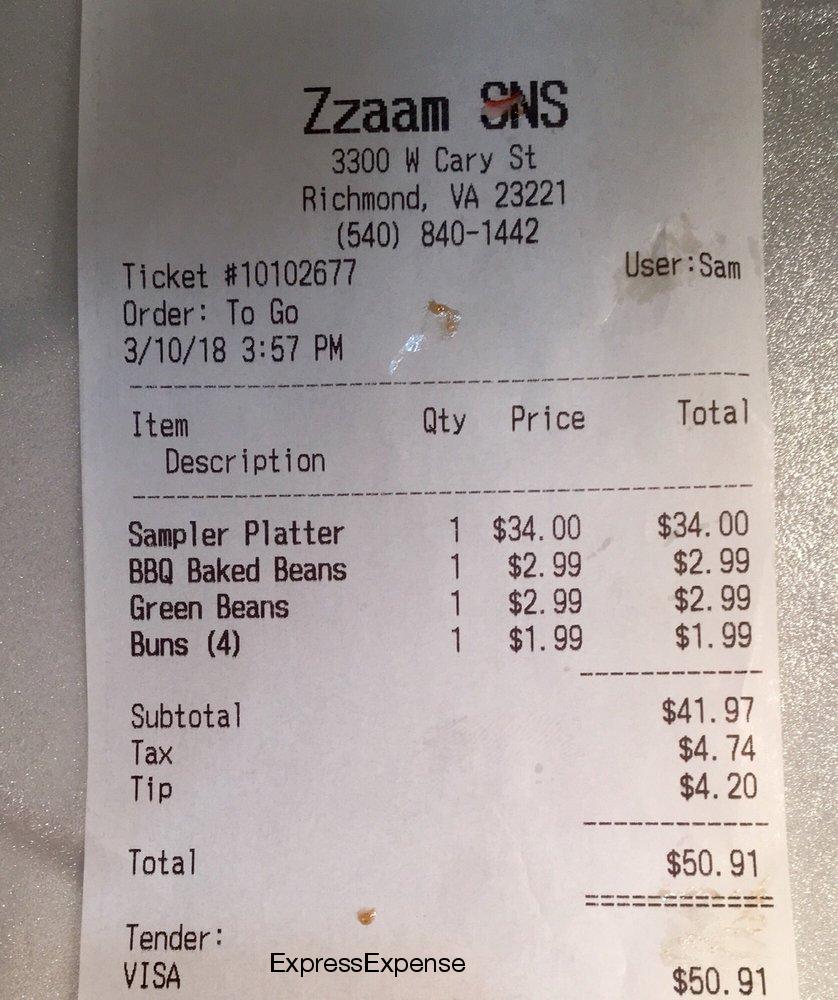 Zzaam SNS
3300 W Cary St
Richmond, VA 23221
(540) 840-1442
Ticket #10102677 User:Sam
Order: To Go
3/10/18 3:57 PM
Item Qty Price Total
Description
Sampler Platter 1 $34.00 $34.00
BBQ Baked Beans 1 $2.99 $2.99
Green Beans 1 $2.99 $2.99
Buns (4) 1 $1.99 $1.99
Subtotal $41.97
Tax $4.74
Tip $4.20
Total $50.91
Tender:
VISA $50.91
ExpressExpense